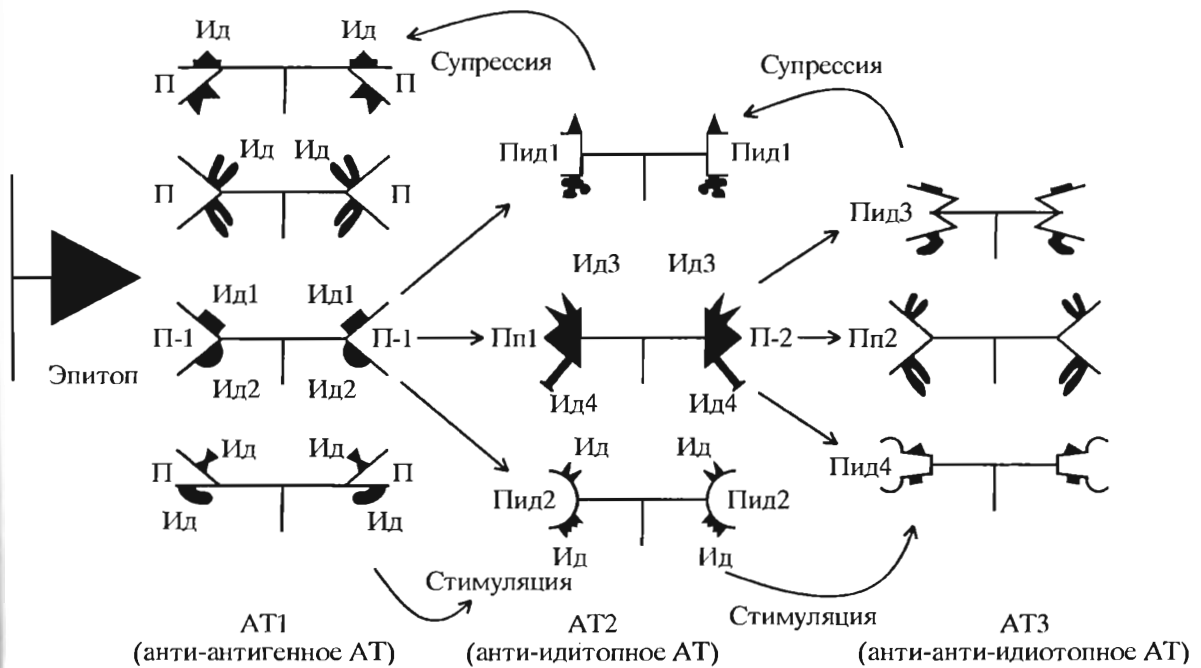 Ид Ид
Супрессия
П П
Супрессия
Ид Ид
Пид1 Пид1
П П
Пид3
Ид3 Ид3
Ид1 Ид1
П-1 П-1 Пп1 П-2 Пп2
Эпитоп
Ид2 Ид2
Ид4 Ид4
Ид Ид
Ид Ид
П П
Пид4
Пид2 Пид2
Ид Ид
Ид Ид
Стимуляция
Стимуляция
АТ1 АТ2 АТ3
(анти-антигенное АТ) (анти-идитопное АТ) (анти-анти-идиотопное АТ)